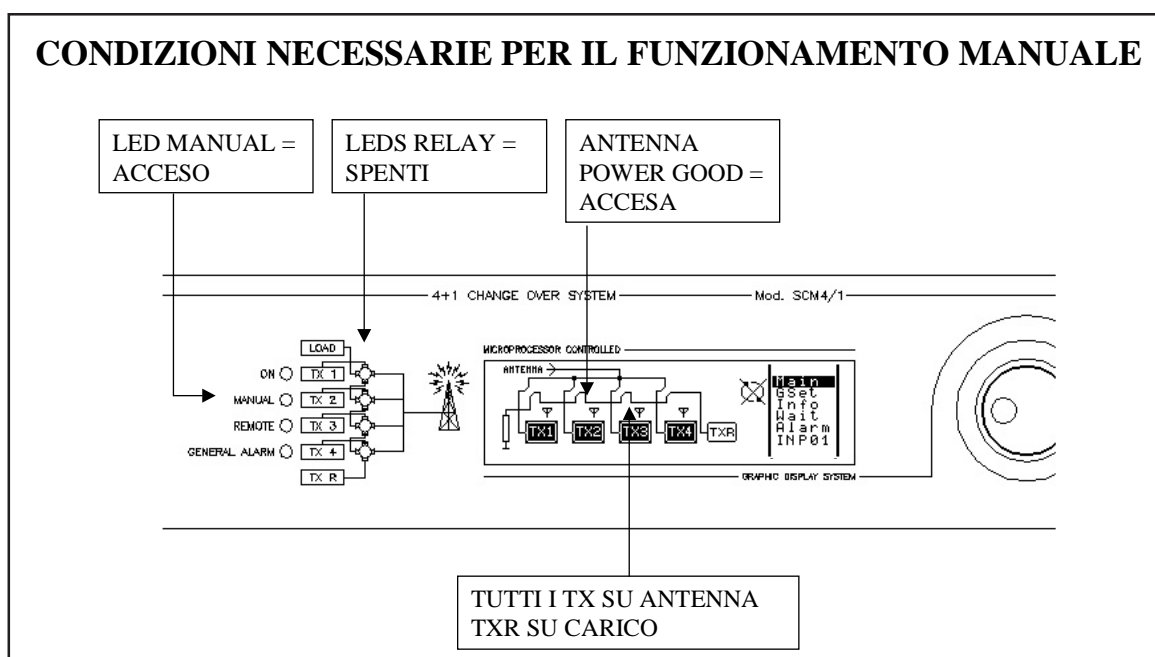 CONDIZIONI NECESSARIE PER IL FUNZIONAMENTO MANUALE
LED MANUAL =
ACCESO
LEDS RELAY =
SPENTI
ANTENNA
POWER GOOD =
ACCESA
4+1 CHANGE OVER SYSTEM
Mod. SCM4/1
LOAD
ON TX 1
MANUAL TX 2
REMOTE TX 3
GENERAL ALARM TX 4
TX R
MICROPROCESSOR CONTROLLED
ANTENNA
TX1 TX2 TX3 TX4 TXR
Main
GSet
Info
Wait
Alarm
INP01
GRAPHIC DISPLAY SYSTEM
TUTTI I TX SU ANTENNA
TXR SU CARICO